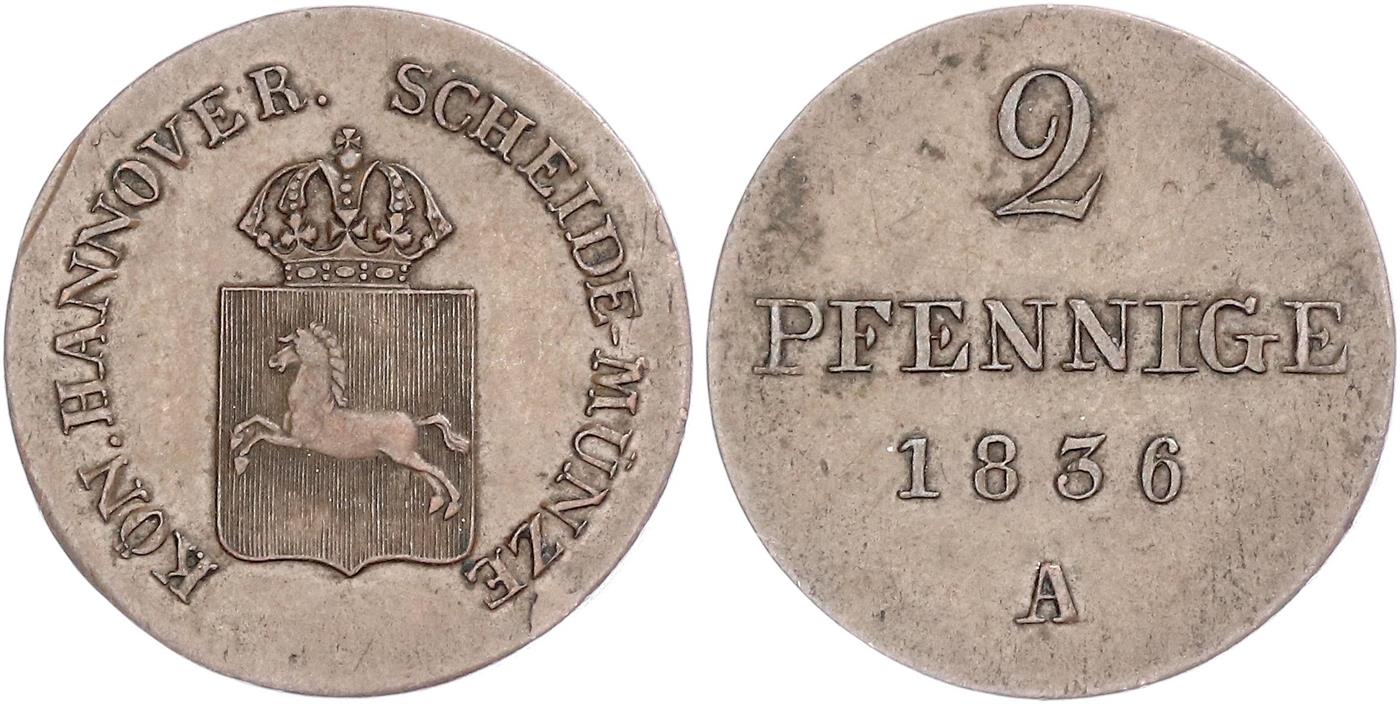 KÖN. HANNOVER. SCHEIDE-MÜNZE
2
PFENNIGE
1836
A